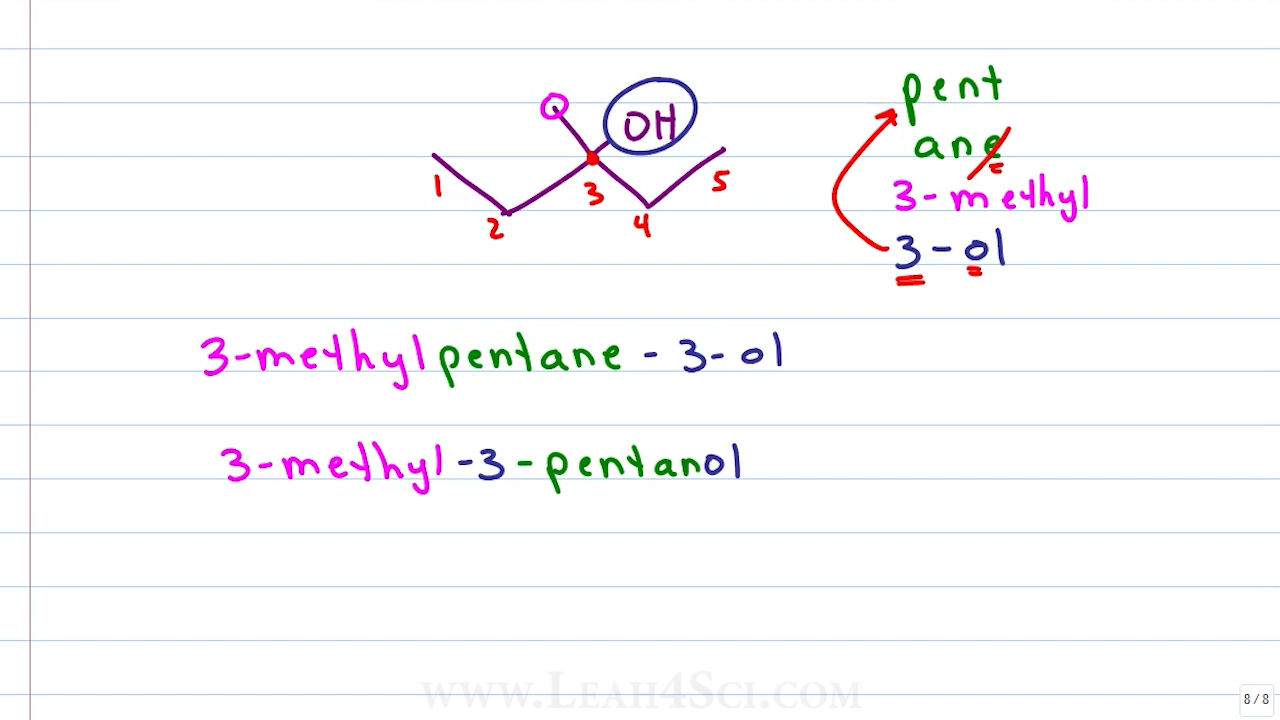 pent
OH
ane
3-methyl
1 2 3 4 5
3-ol
3-methylpentane-3-ol
3-methyl-3-pentanol
www.Leah4Sci.com
8/8